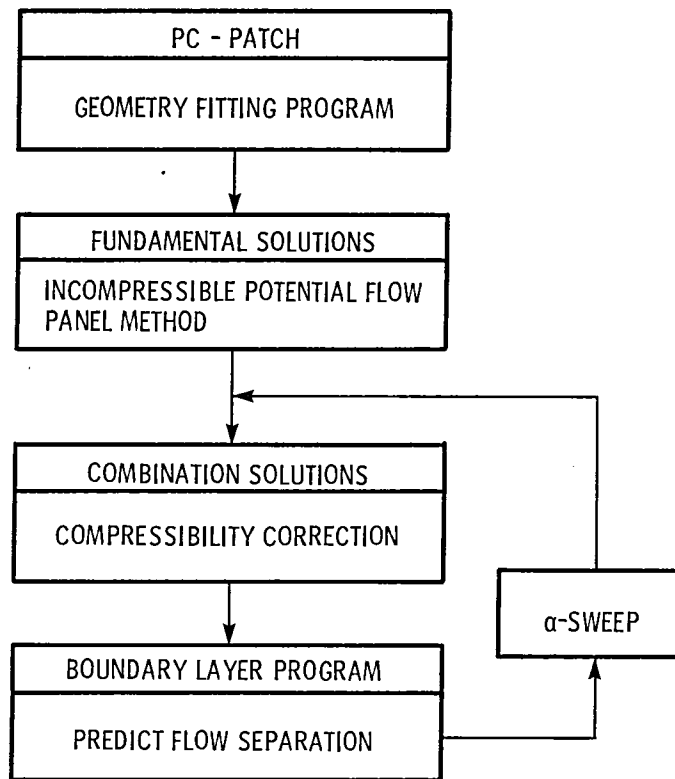 PC - PATCH
GEOMETRY FITTING PROGRAM
FUNDAMENTAL SOLUTIONS
INCOMPRESSIBLE POTENTIAL FLOW
PANEL METHOD
COMBINATION SOLUTIONS
COMPRESSIBILITY CORRECTION
α-SWEEP
BOUNDARY LAYER PROGRAM
PREDICT FLOW SEPARATION